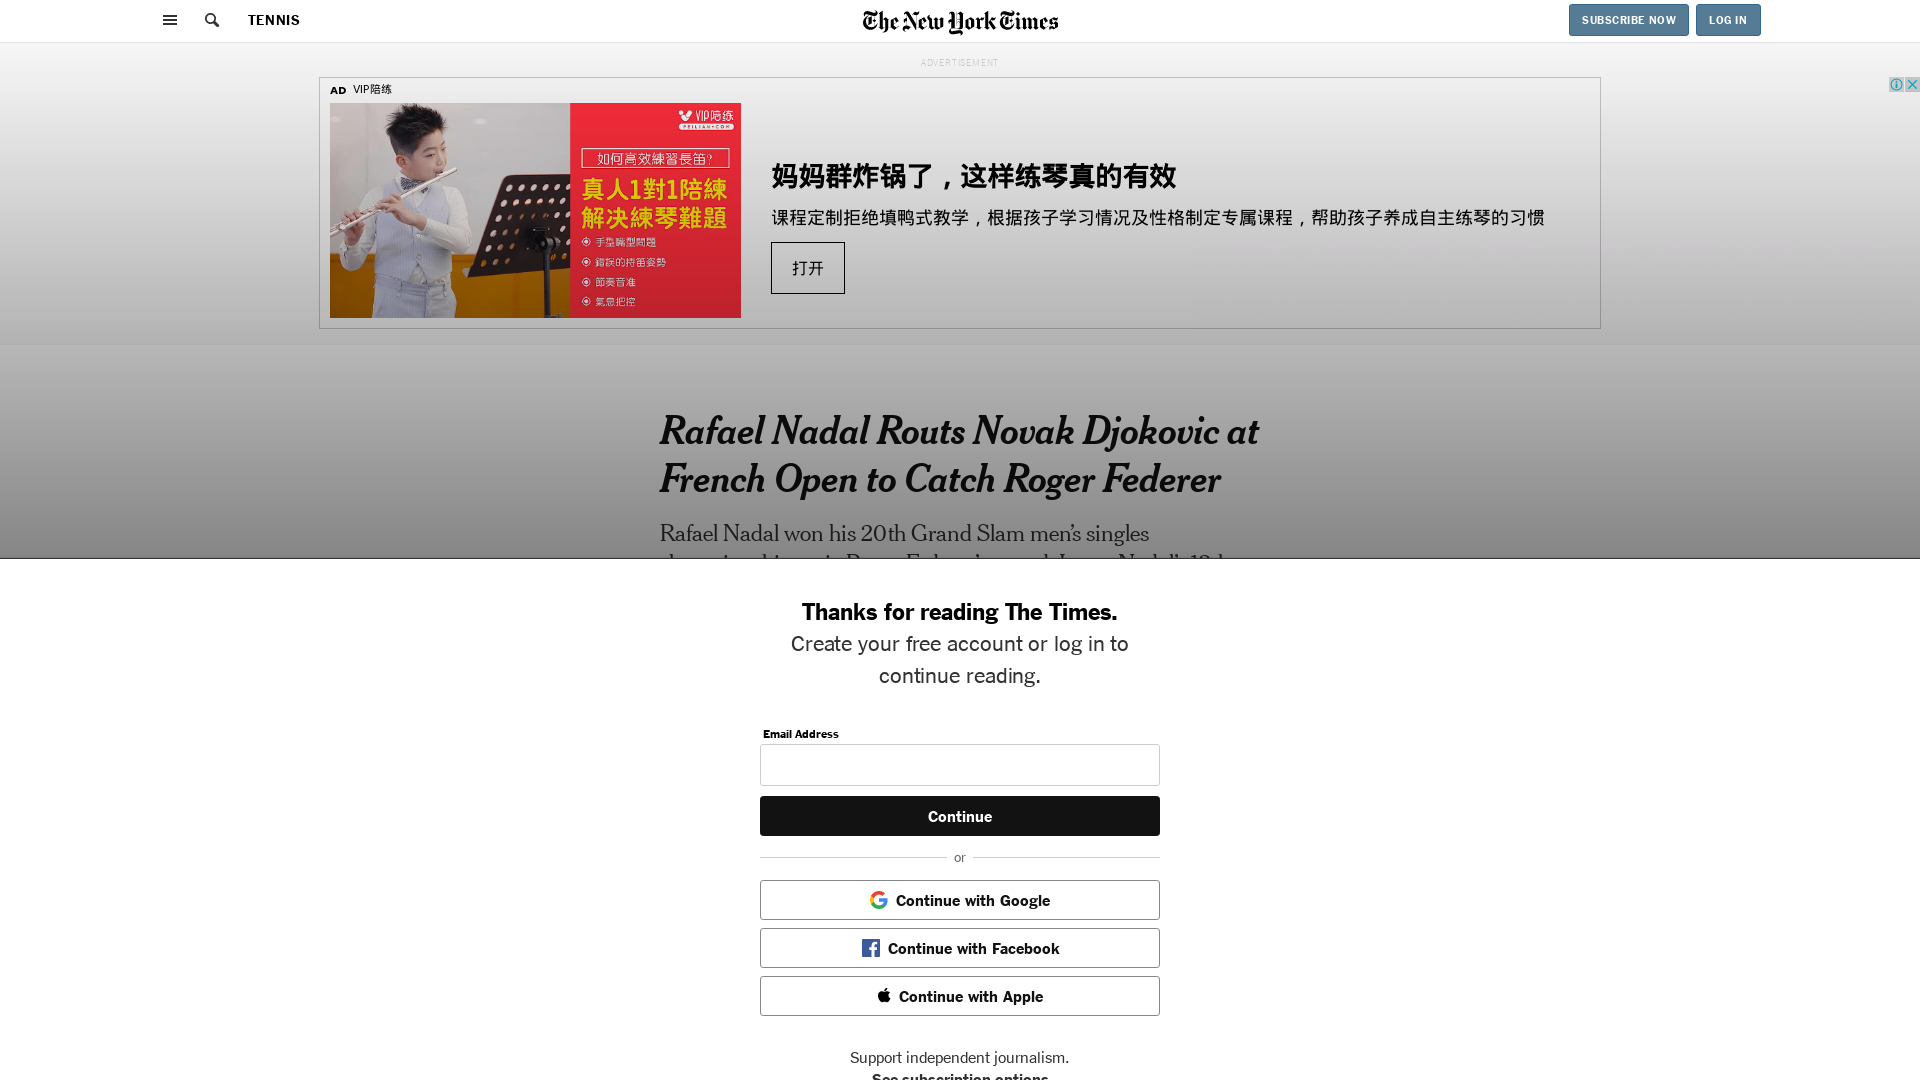 TENNIS
The New York Times
SUBSCRIBE NOW
LOG IN
ADVERTISEMENT
AD VIP陪练
VIP陪练
PEILIAN•COM
如何高效練習長笛?
真人1對1陪練
解决練琴難題
手型嘴型問題
錯誤的持笛姿勢
節奏音准
氣息把控
妈妈群炸锅了，这样练琴真的有效
课程定制拒绝填鸭式教学，根据孩子学习情况及性格制定专属课程，帮助孩子养成自主练琴的习惯
打开
Rafael Nadal Routs Novak Djokovic at
French Open to Catch Roger Federer
Rafael Nadal won his 20th Grand Slam men’s singles
Thanks for reading The Times.
Create your free account or log in to
continue reading.
Email Address
Continue
or
Continue with Google
Continue with Facebook
Continue with Apple
Support independent journalism.
See subscription options